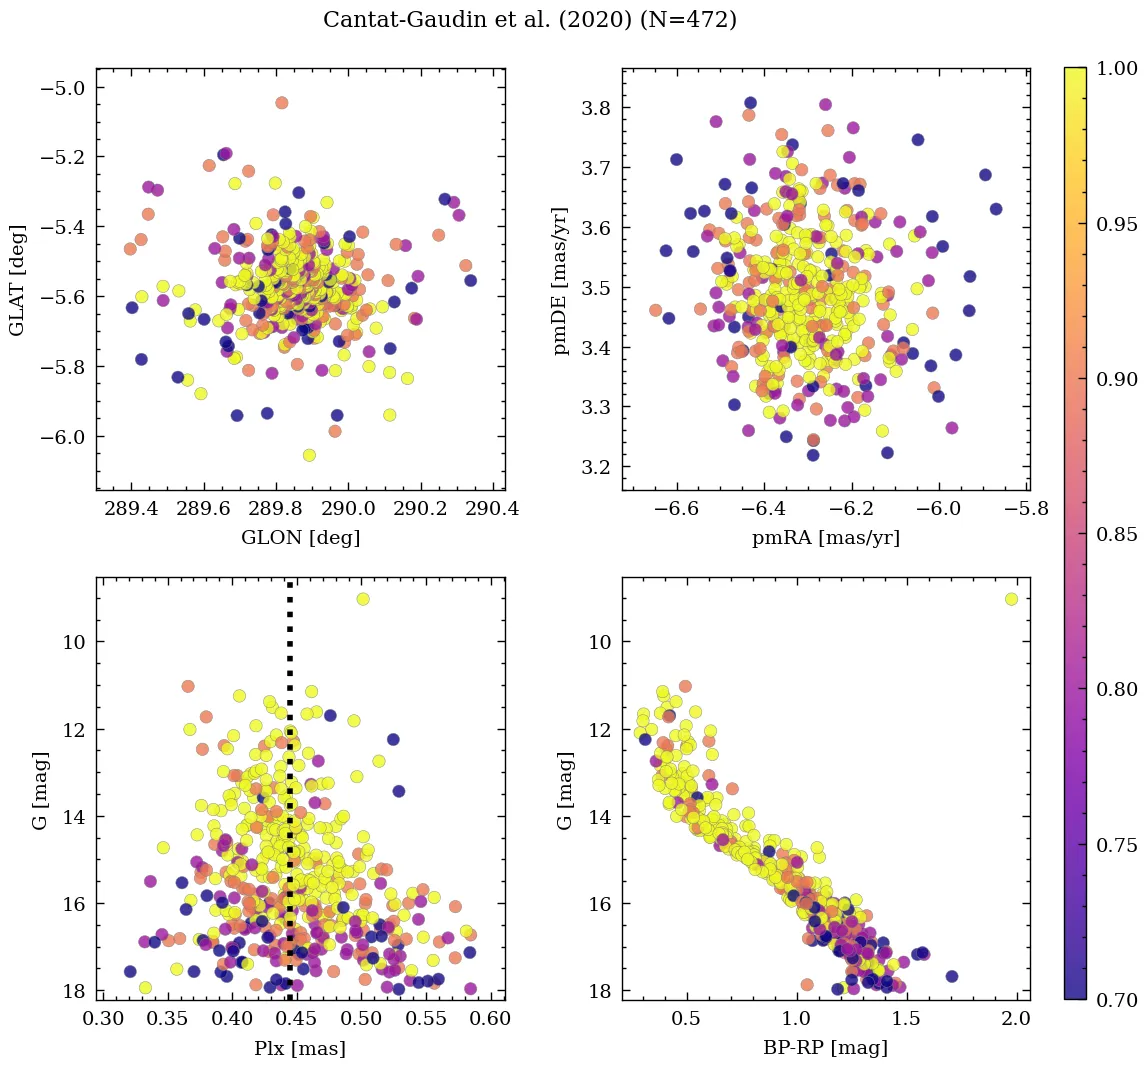 Cantat-Gaudin et al. (2020) (N=472)
−5.0
−5.2
−5.4
−5.6
−5.8
−6.0
GLAT [deg]
289.4 289.6 289.8 290.0 290.2 290.4
GLON [deg]
3.8
3.7
3.6
3.5
3.4
3.3
3.2
pmDE [mas/yr]
−6.6 −6.4 −6.2 −6.0 −5.8
pmRA [mas/yr]
10
12
14
16
18
G [mag]
0.30 0.35 0.40 0.45 0.50 0.55 0.60
Plx [mas]
10
12
14
16
18
G [mag]
0.5 1.0 1.5 2.0
BP-RP [mag]
1.00
0.95
0.90
0.85
0.80
0.75
0.70